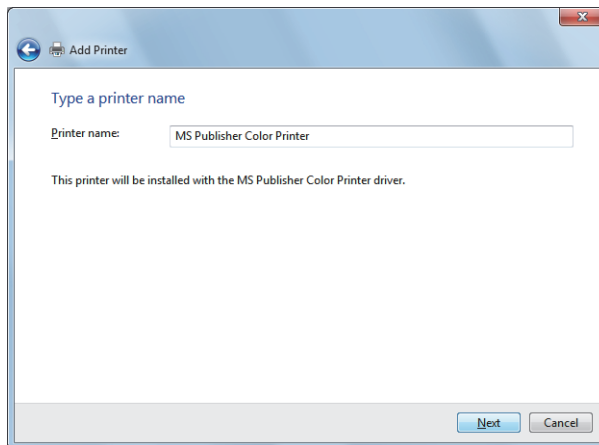 Add Printer
Type a printer name
Printer name: MS Publisher Color Printer
This printer will be installed with the MS Publisher Color Printer driver.
Next Cancel